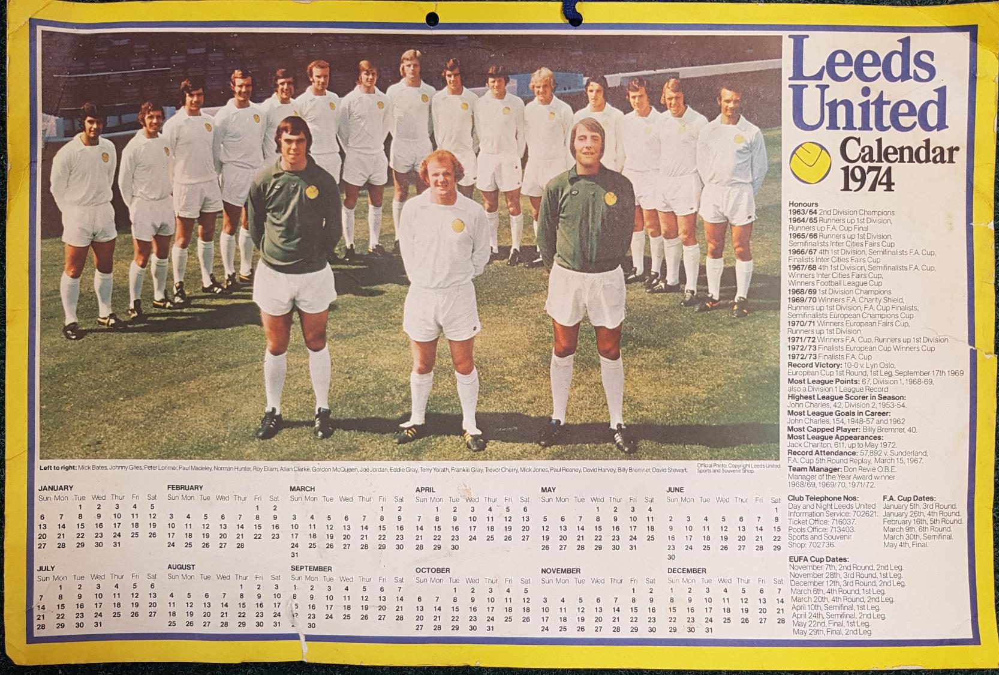 Leeds
United
Calendar
1974
Honours
1963/64 2nd Division Champions
1964/65 Runners up 1st Division,
Runners up F.A. Cup Final
1965/66 Runners up 1st Division,
Semifinalists Inter Cities Fairs Cup
1966/67 4th 1st Division, Semifinalists F.A. Cup,
Finalists Inter Cities Fairs Cup
1967/68 4th 1st Division, Semifinalists F.A. Cup,
Winners Inter Cities Fairs Cup,
Winners Football League Cup
1968/69 1st Division Champions
1969/70 Winners F.A. Charity Shield,
Runners up 1st Division, F.A. Cup Finalists,
Semifinalists European Champions Cup
1970/71 Winners European Fairs Cup,
Runners up 1st Division
1971/72 Winners F.A. Cup, Runners up 1st Division
1972/73 Finalists European Cup Winners Cup
1972/73 Finalists F.A. Cup
Record Victory: 10-0 v. Lyn Oslo,
European Cup 1st Round, 1st Leg. September 17th 1969
Most League Points: 67, Division 1, 1968-69,
also a Division 1 League Record
Highest League Scorer in Season:
John Charles, 42, Division 2, 1953-54.
Most League Goals in Career:
John Charles, 154, 1948-57 and 1962
Most Capped Player: Billy Bremner, 40.
Most League Appearances:
Jack Charlton, 611, up to May 1972.
Record Attendance: 57,892 v. Sunderland,
F.A. Cup 5th Round Replay, March 15, 1967.
Team Manager: Don Revie O.B.E.
Manager of the Year Award winner
1968/69, 1969/70, 1971/72.
Club Telephone Nos:
Day and Night Leeds United
Information Service: 702621.
Ticket Office: 716037.
Pools Office: 713403.
Sports and Souvenir
Shop: 702736.
F.A. Cup Dates:
January 5th, 3rd Round.
January 26th, 4th Round.
February 16th, 5th Round.
March 9th, 6th Round.
March 30th, Semifinal.
May 4th, Final.
EUFA Cup Dates:
November 7th, 2nd Round, 2nd Leg.
November 28th, 3rd Round, 1st Leg.
December 12th, 3rd Round, 2nd Leg.
March 6th, 4th Round, 1st Leg.
March 20th, 4th Round, 2nd Leg.
April 10th, Semifinal, 1st Leg.
April 24th, Semifinal, 2nd Leg.
May 22nd, Final, 1st Leg.
May 29th, Final, 2nd Leg.
Left to right: Mick Bates, Johnny Giles, Peter Lorimer, Paul Madeley, Norman Hunter, Roy Ellam, Allan Clarke, Gordon McQueen, Joe Jordan, Eddie Gray, Terry Yorath, Frankie Gray, Trevor Cherry, Mick Jones, Paul Reaney, David Harvey, Billy Bremner, David Stewart.
Official Photo: Copyright Leeds United
Sports and Souvenir Shop.
JANUARY
Sun Mon Tue Wed Thur Fri Sat
1 2 3 4 5
6 7 8 9 10 11 12
13 14 15 16 17 18 19
20 21 22 23 24 25 26
27 28 29 30 31
FEBRUARY
Sun Mon Tue Wed Thur Fri Sat
1 2
3 4 5 6 7 8 9
10 11 12 13 14 15 16
17 18 19 20 21 22 23
24 25 26 27 28
MARCH
Sun Mon Tue Wed Thur Fri Sat
1 2
3 4 5 6 7 8 9
10 11 12 13 14 15 16
17 18 19 20 21 22 23
24 25 26 27 28 29 30
31
APRIL
Sun Mon Tue Wed Thur Fri Sat
1 2 3 4 5 6
7 8 9 10 11 12 13
14 15 16 17 18 19 20
21 22 23 24 25 26 27
28 29 30
MAY
Sun Mon Tue Wed Thur Fri Sat
1 2 3 4
5 6 7 8 9 10 11
12 13 14 15 16 17 18
19 20 21 22 23 24 25
26 27 28 29 30 31
JUNE
Sun Mon Tue Wed Thur Fri Sat
1
2 3 4 5 6 7 8
9 10 11 12 13 14 15
16 17 18 19 20 21 22
23 24 25 26 27 28 29
30
JULY
Sun Mon Tue Wed Thur Fri Sat
1 2 3 4 5 6
7 8 9 10 11 12 13
14 15 16 17 18 19 20
21 22 23 24 25 26 27
28 29 30 31
AUGUST
Sun Mon Tue Wed Thur Fri Sat
1 2 3
4 5 6 7 8 9 10
11 12 13 14 15 16 17
18 19 20 21 22 23 24
25 26 27 28 29 30 31
SEPTEMBER
Sun Mon Tue Wed Thur Fri Sat
1 2 3 4 5 6 7
8 9 10 11 12 13 14
5 16 17 18 19 20 21
23 24 25 26 27 28
30
OCTOBER
Sun Mon Tue Wed Thur Fri Sat
1 2 3 4 5
6 7 8 9 10 11 12
13 14 15 16 17 18 18
20 21 22 23 24 25 26
27 28 29 30 31
NOVEMBER
Sun Mon Tue Wed Thur Fri Sat
1 2
3 4 5 6 7 8 9
10 11 12 13 14 15 16
17 18 19 20 21 22 23
24 25 26 27 28 29 30
DECEMBER
Sun Mon Tue Wed Thur Fri Sat
1 2 3 4 5 6 7
8 9 10 11 12 13 14
15 16 17 18 19 20 21
22 23 24 25 26 27 28
29 30 31